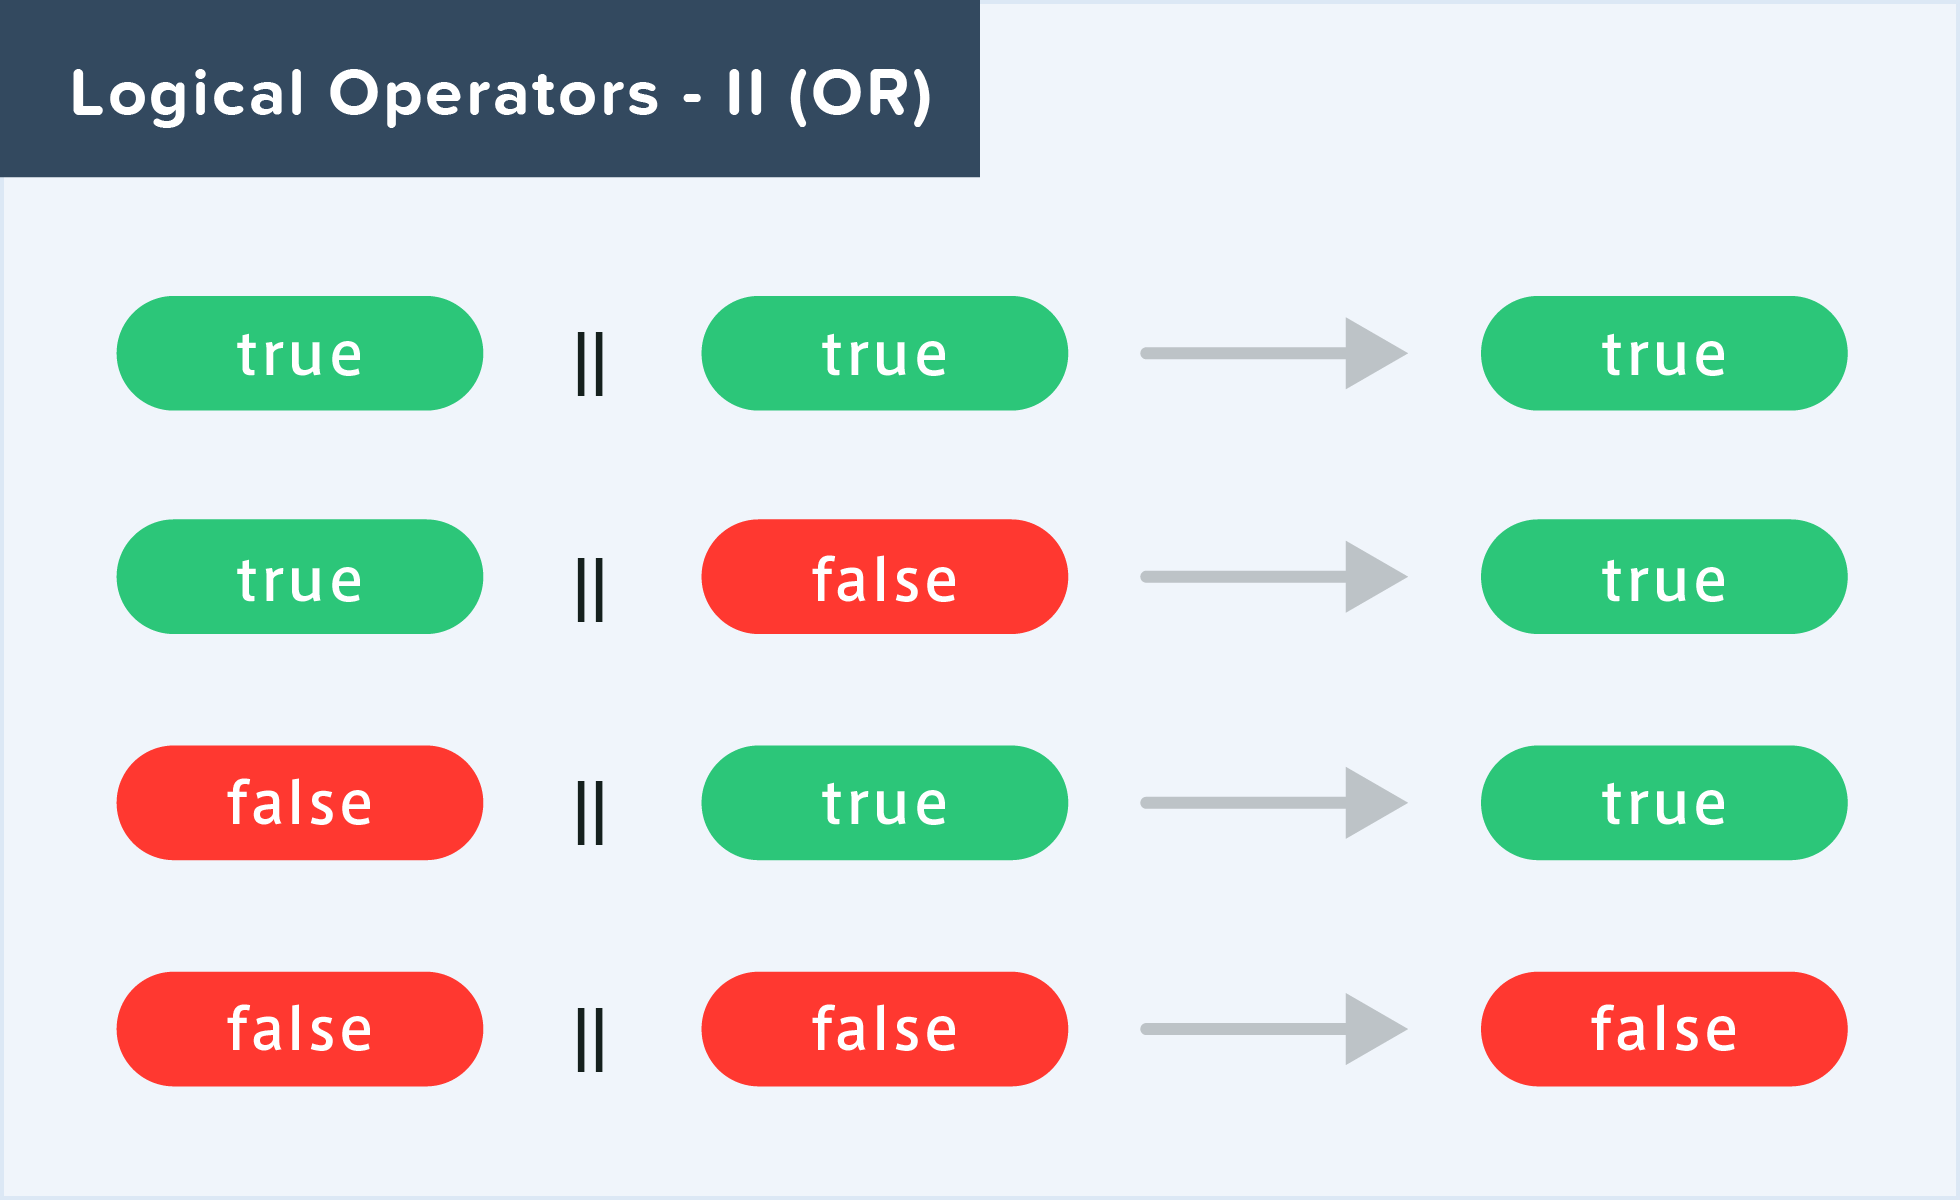 Logical Operators - || (OR)
true || true true
true || false true
false || true true
false || false false